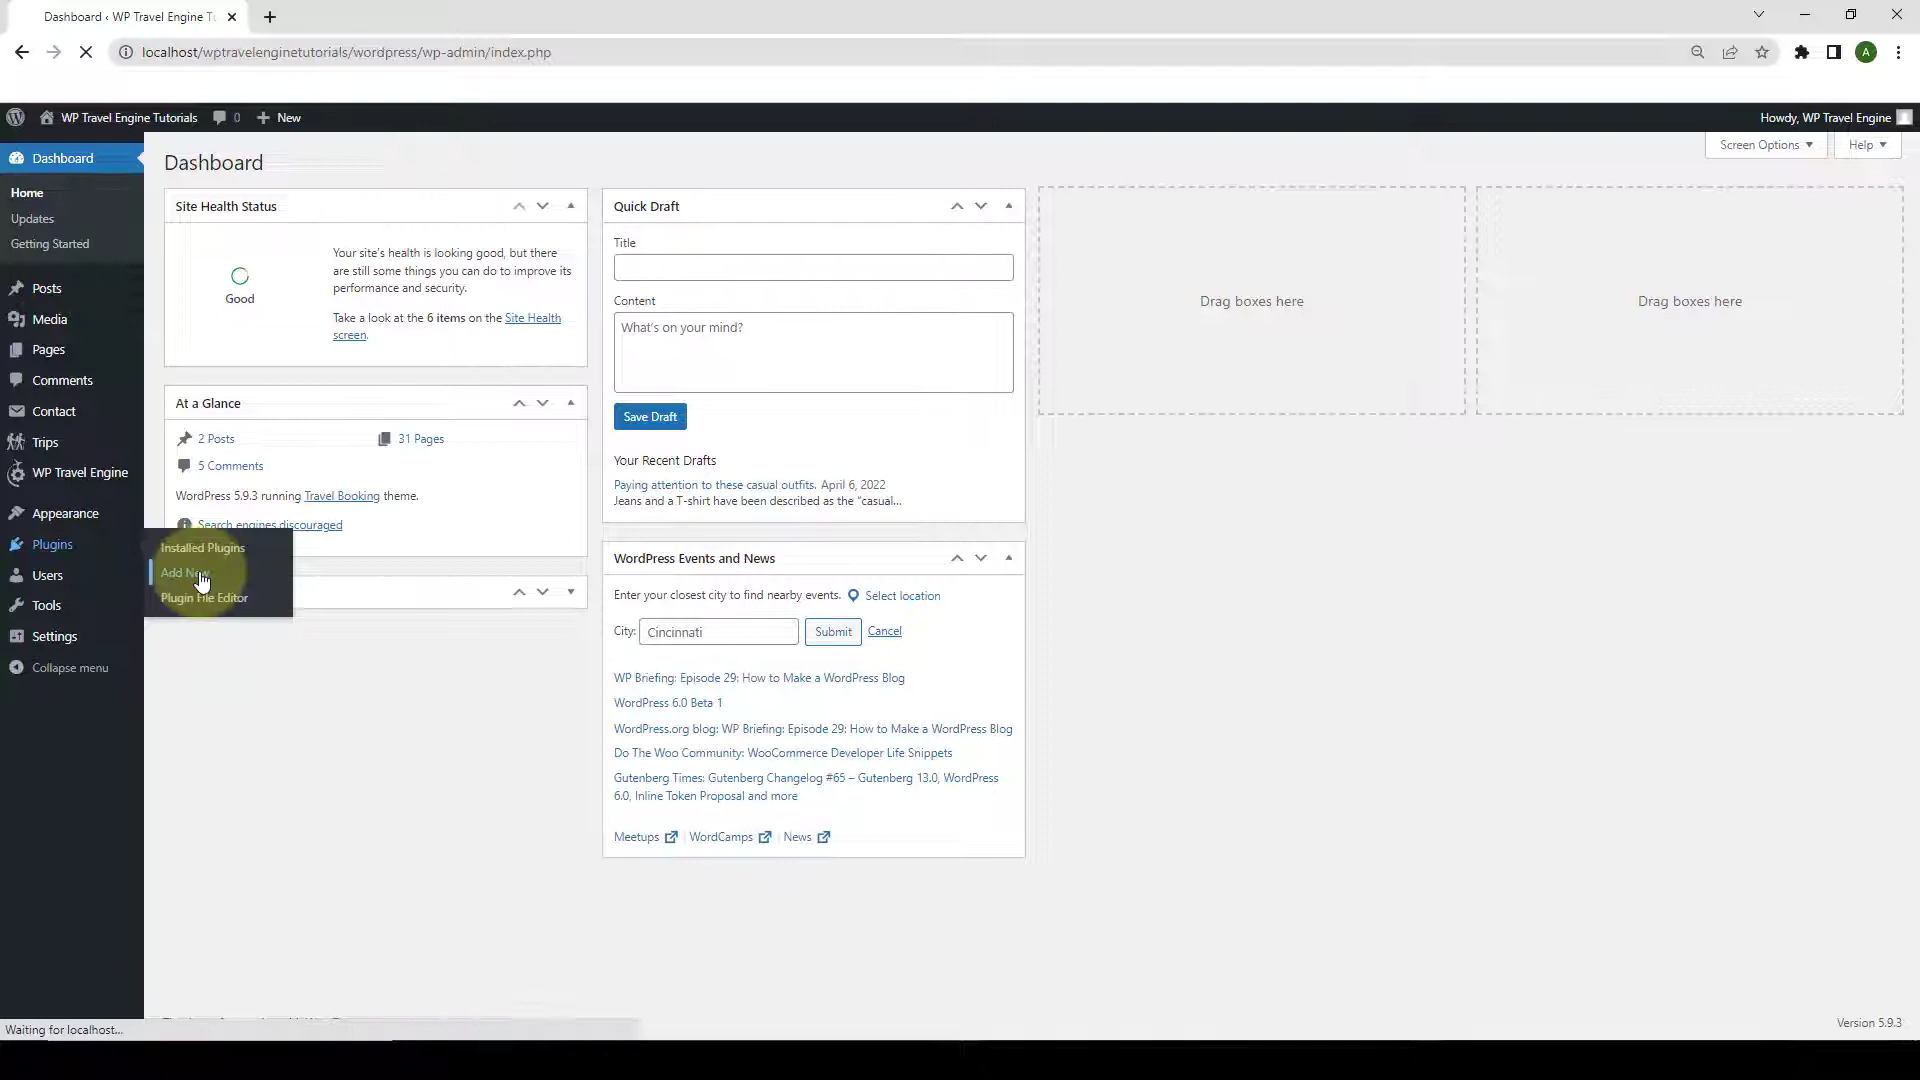 Dashboard ‹ WP Travel Engine Tu
localhost/wptravelenginetutorials/wordpress/wp-admin/index.php
A
WP Travel Engine Tutorials 0 New
Howdy, WP Travel Engine
Screen Options Help
Dashboard
Home
Updates
Getting Started
Posts
Media
Pages
Comments
Contact
Trips
WP Travel Engine
Appearance
Plugins
Users
Tools
Settings
Collapse menu
Installed Plugins
Add New
Plugin File Editor
Dashboard
Site Health Status
Good
Your site's health is looking good, but there
are still some things you can do to improve its
performance and security.
Take a look at the 6 items on the Site Health
screen.
At a Glance
2 Posts 31 Pages
5 Comments
WordPress 5.9.3 running Travel Booking theme.
Search engines discouraged
Quick Draft
Title
Content
What's on your mind?
Save Draft
Your Recent Drafts
Paying attention to these casual outfits. April 6, 2022
Jeans and a T-shirt have been described as the "casual…
WordPress Events and News
Enter your closest city to find nearby events. Select location
City: Cincinnati Submit Cancel
WP Briefing: Episode 29: How to Make a WordPress Blog
WordPress 6.0 Beta 1
WordPress.org blog: WP Briefing: Episode 29: How to Make a WordPress Blog
Do The Woo Community: WooCommerce Developer Life Snippets
Gutenberg Times: Gutenberg Changelog #65 – Gutenberg 13.0, WordPress
6.0, Inline Token Proposal and more
Meetups | WordCamps | News
Drag boxes here
Drag boxes here
Waiting for localhost...
Version 5.9.3